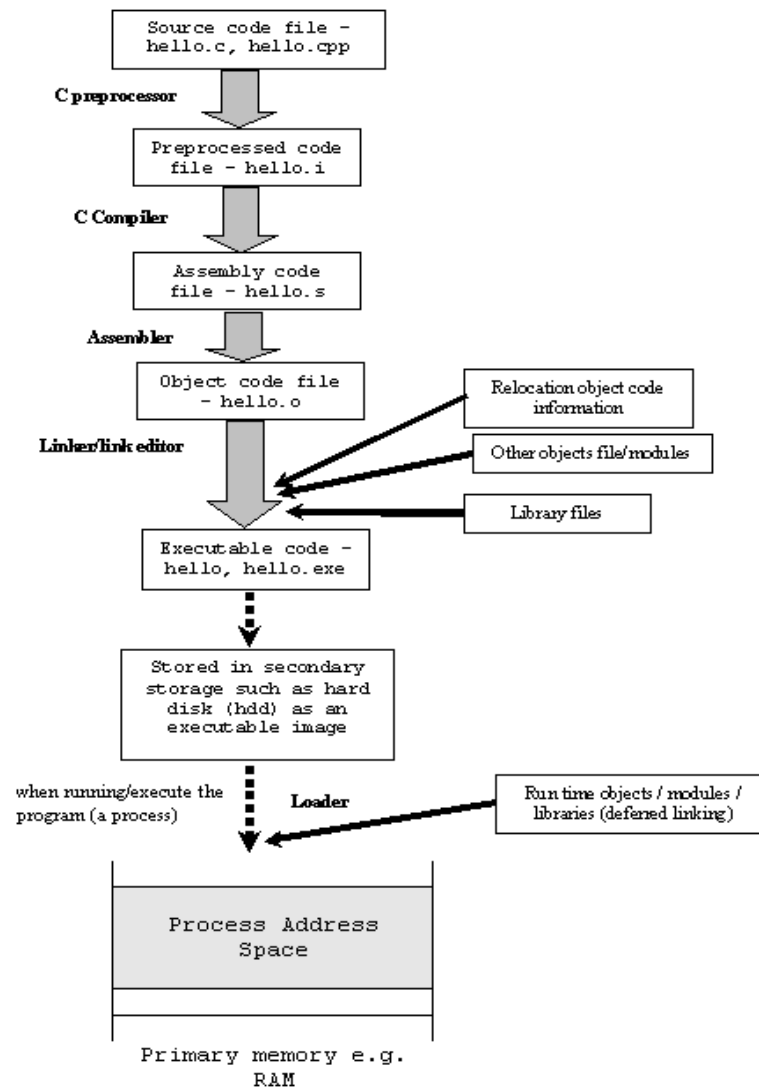 Source code file -
hello.c, hello.cpp
C preprocessor
Preprocessed code
file - hello.i
C Compiler
Assembly code
file - hello.s
Assembler
Object code file
- hello.o
Relocation object code
information
Linker/link editor
Other objects file/modules
Library files
Executable code -
hello, hello.exe
Stored in secondary
storage such as hard
disk (hdd) as an
executable image
when running/execute the
program (a process)
Loader
Run time objects / modules /
libraries (deferred linking)
Process Address
Space
Primary memory e.g.
RAM